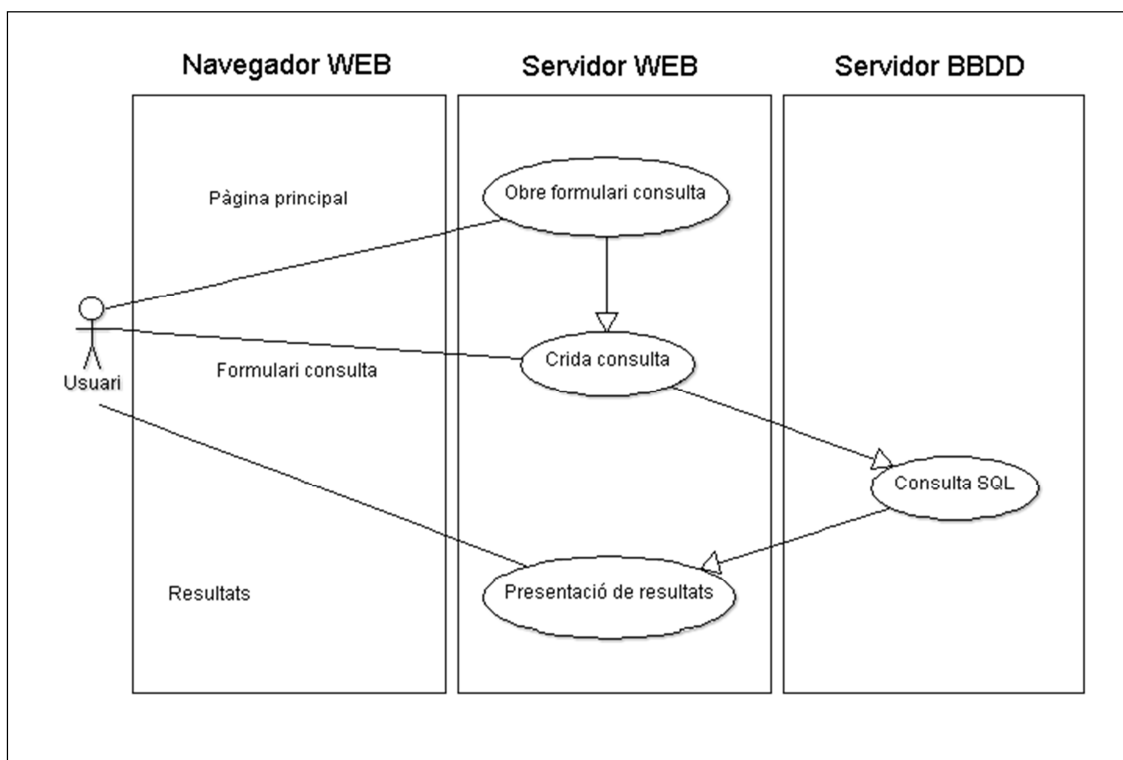 Navegador WEB
Servidor WEB
Servidor BBDD
Pàgina principal
Obre formulari consulta
Formulari consulta
Crida consulta
Usuari
Consulta SQL
Resultats
Presentació de resultats